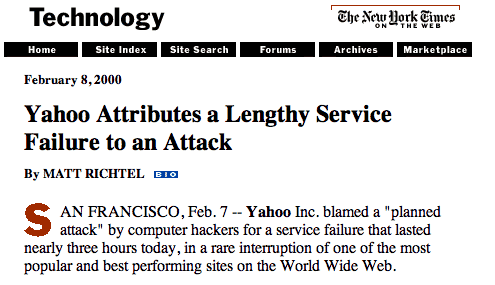 Technology
The New York Times
ON THE WEB
Home Site Index Site Search Forums Archives Marketplace
February 8, 2000
Yahoo Attributes a Lengthy Service
Failure to an Attack
By MATT RICHTEL BIO
SAN FRANCISCO, Feb. 7 -- Yahoo Inc. blamed a "planned
attack" by computer hackers for a service failure that lasted
nearly three hours today, in a rare interruption of one of the most
popular and best performing sites on the World Wide Web.